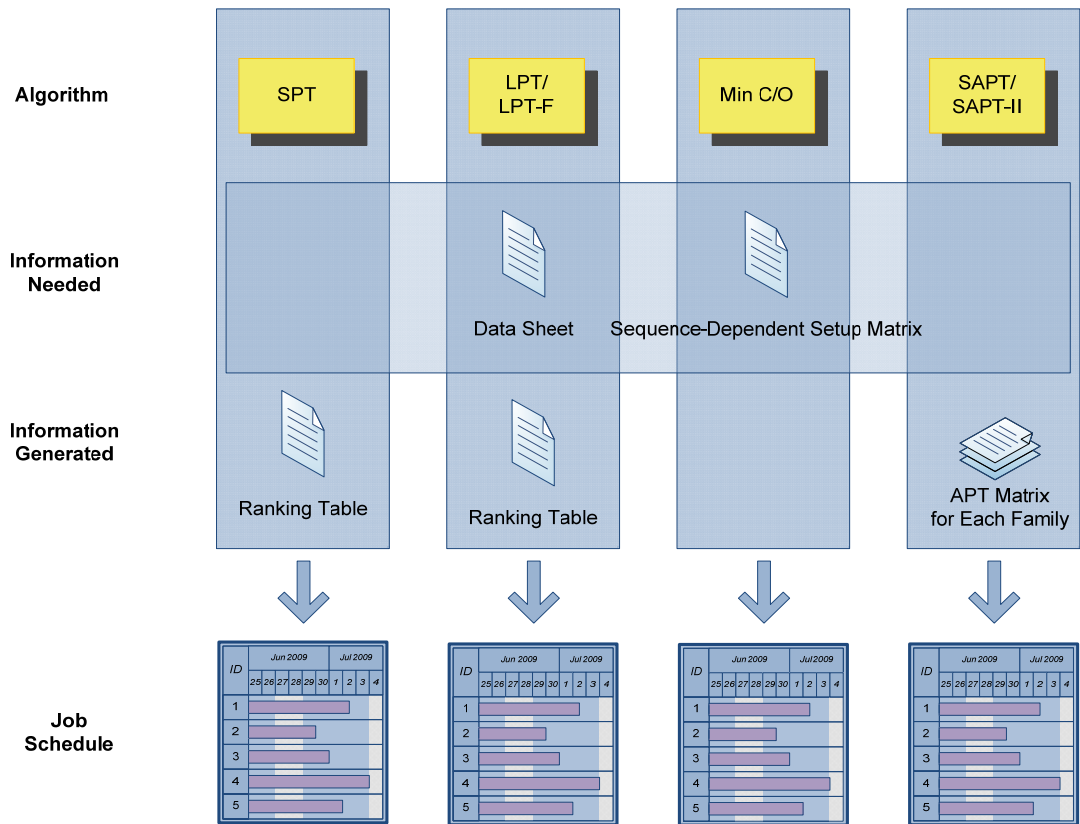 Algorithm
SPT
LPT/
LPT-F
Min C/O
SAPT/
SAPT-II
Information
Needed
Data Sheet
Sequence-Dependent Setup Matrix
Information
Generated
Ranking Table
Ranking Table
APT Matrix
for Each Family
Job
Schedule
ID
Jun 2009
Jul 2009
25 26 27 28 29 30 1 2 3 4
1
2
3
4
5
ID
Jun 2009
Jul 2009
25 26 27 28 29 30 1 2 3 4
1
2
3
4
5
ID
Jun 2009
Jul 2009
25 26 27 28 29 30 1 2 3 4
1
2
3
4
5
ID
Jun 2009
Jul 2009
25 26 27 28 29 30 1 2 3 4
1
2
3
4
5